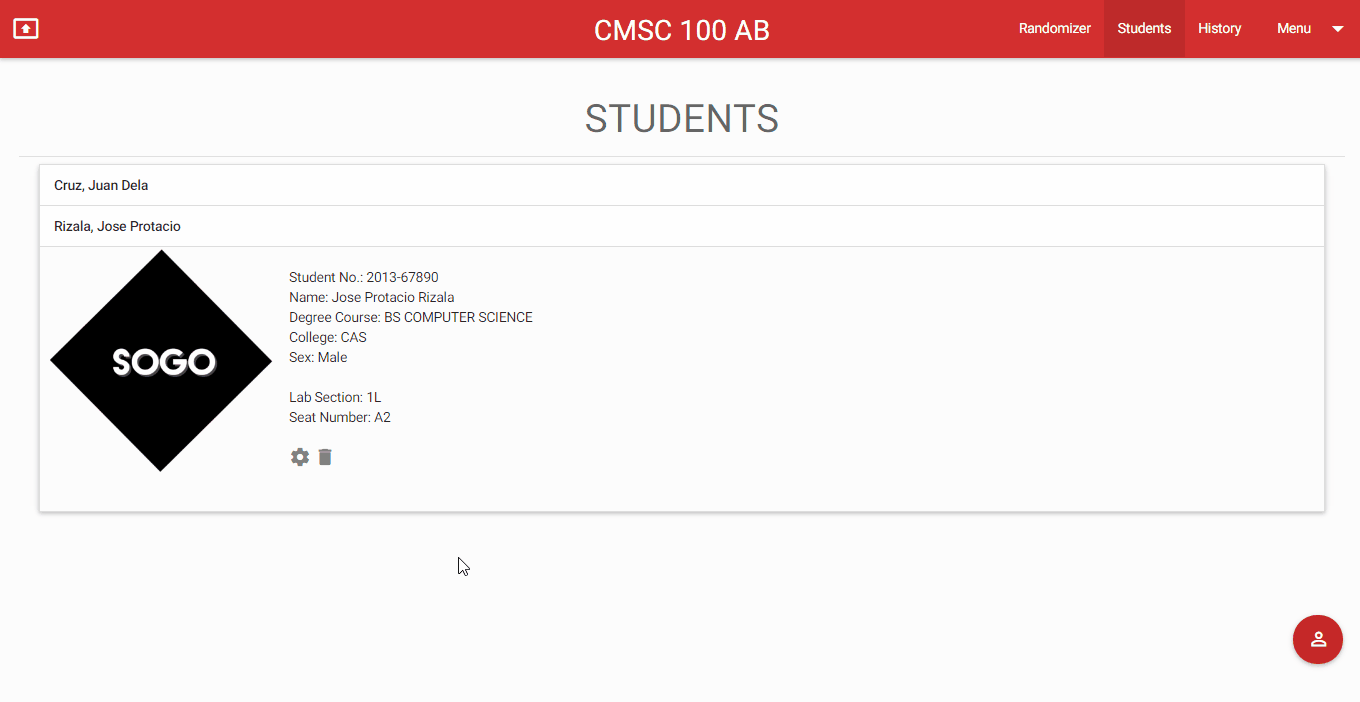 CMSC 100 AB
Randomizer
Students
History
Menu
STUDENTS
Cruz, Juan Dela
Rizala, Jose Protacio
SOGO
Student No.: 2013-67890
Name: Jose Protacio Rizala
Degree Course: BS COMPUTER SCIENCE
College: CAS
Sex: Male
Lab Section: 1L
Seat Number: A2